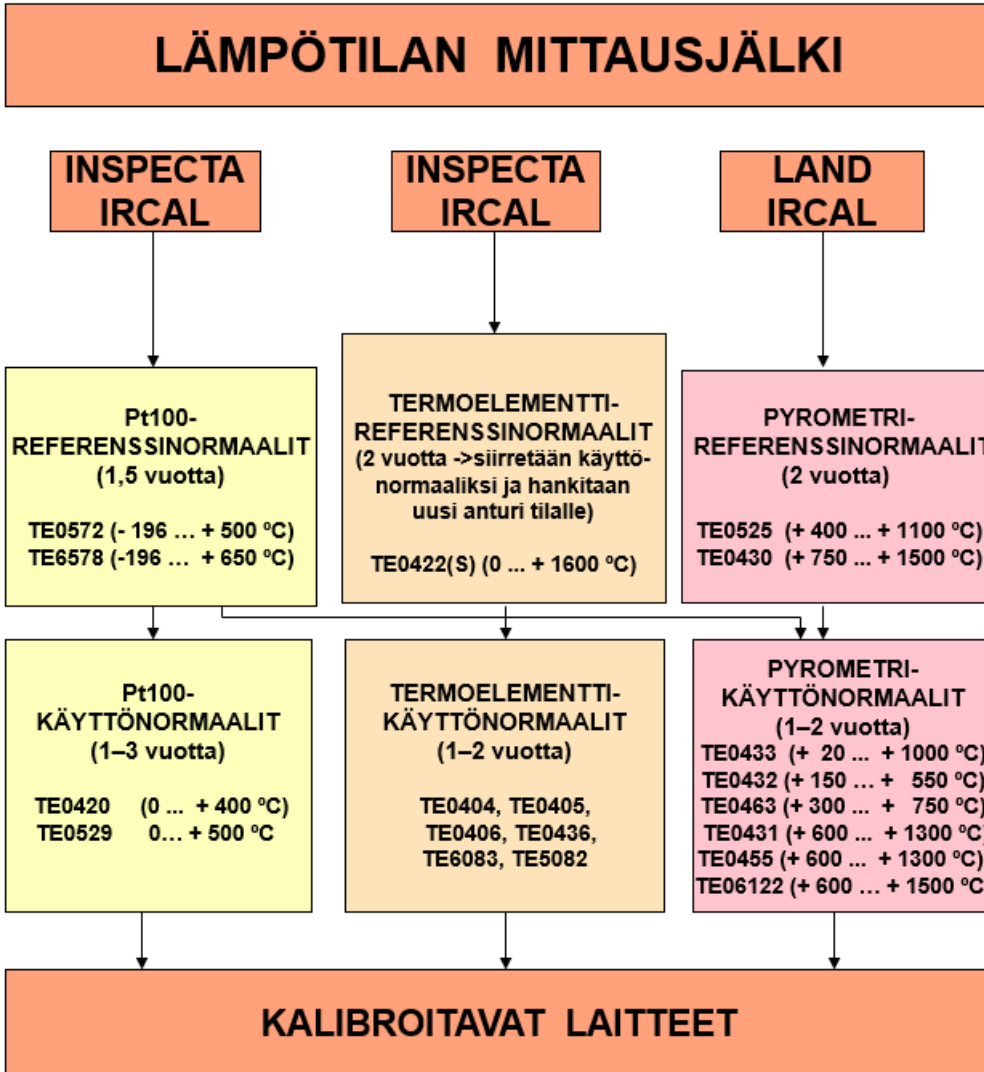 LÄMPÖTILAN MITTAUSJÄLKI
INSPECTA
IRCAL
INSPECTA
IRCAL
LAND
IRCAL
Pt100-
REFERENSSINORMAALIT
(1,5 vuotta)
TE0572 (- 196 … + 500 ºC)
TE6578 (-196 … + 650 ºC)
TERMOELEMENTTI-
REFERENSSINORMAALIT
(2 vuotta ->siirretään käyttö-
normaaliksi ja hankitaan
uusi anturi tilalle)
TE0422(S) (0 ... + 1600 ºC)
PYROMETRI-
REFERENSSINORMAALIT
(2 vuotta)
TE0525 (+ 400 ... + 1100 ºC)
TE0430 (+ 750 ... + 1500 ºC)
Pt100-
KÄYTTÖNORMAALIT
(1–3 vuotta)
TE0420 (0 ... + 400 ºC)
TE0529 0… + 500 ºC
TERMOELEMENTTI-
KÄYTTÖNORMAALIT
(1–2 vuotta)
TE0404, TE0405,
TE0406, TE0436,
TE6083, TE5082
PYROMETRI-
KÄYTTÖNORMAALIT
(1–2 vuotta)
TE0433 (+ 20 ... + 1000 ºC)
TE0432 (+ 150 … + 550 ºC)
TE0463 (+ 300 ... + 750 ºC)
TE0431 (+ 600 ... + 1300 ºC)
TE0455 (+ 600 ... + 1300 ºC)
TE06122 (+ 600 … + 1500 ºC
KALIBROITAVAT LAITTEET